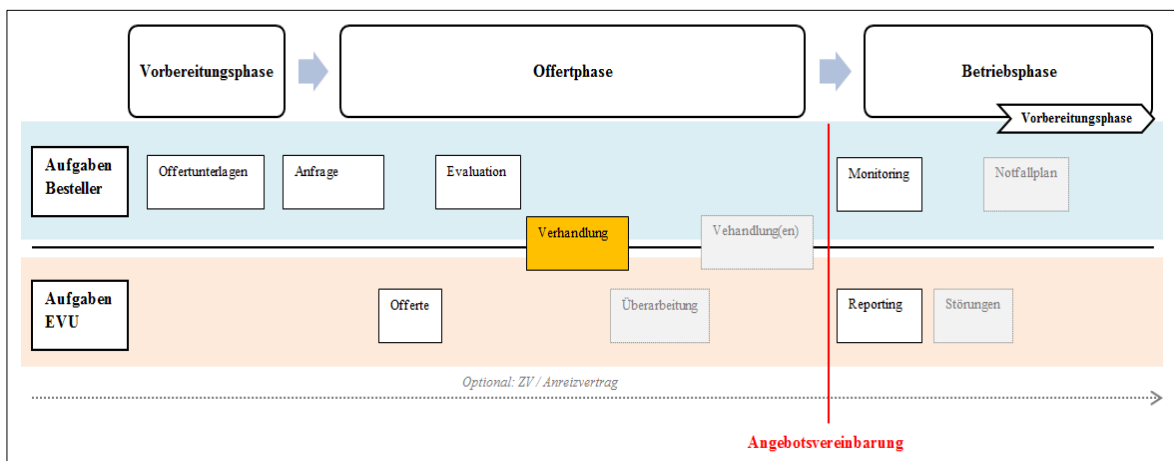 Vorbereitungsphase
Offertphase
Betriebsphase
Vorbereitungsphase
Aufgaben
Besteller
Offertunterlagen
Anfrage
Evaluation
Monitoring
Notfallplan
Verhandlung
Vehandlung(en)
Aufgaben
EVU
Offerte
Überarbeitung
Reporting
Störungen
Optional: ZV / Anreizvertrag
Angebotsvereinbarung